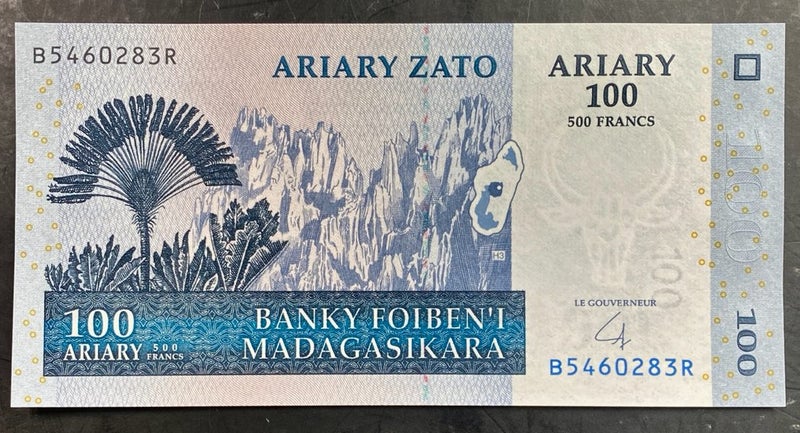 B5460283R
ARIARY ZATO
ARIARY
100
500 FRANCS
H3
100
ARIARY 500 FRANCS
BANKY FOIBEN'I
MADAGASIKARA
LE GOUVERNEUR
B5460283R
100
100
100